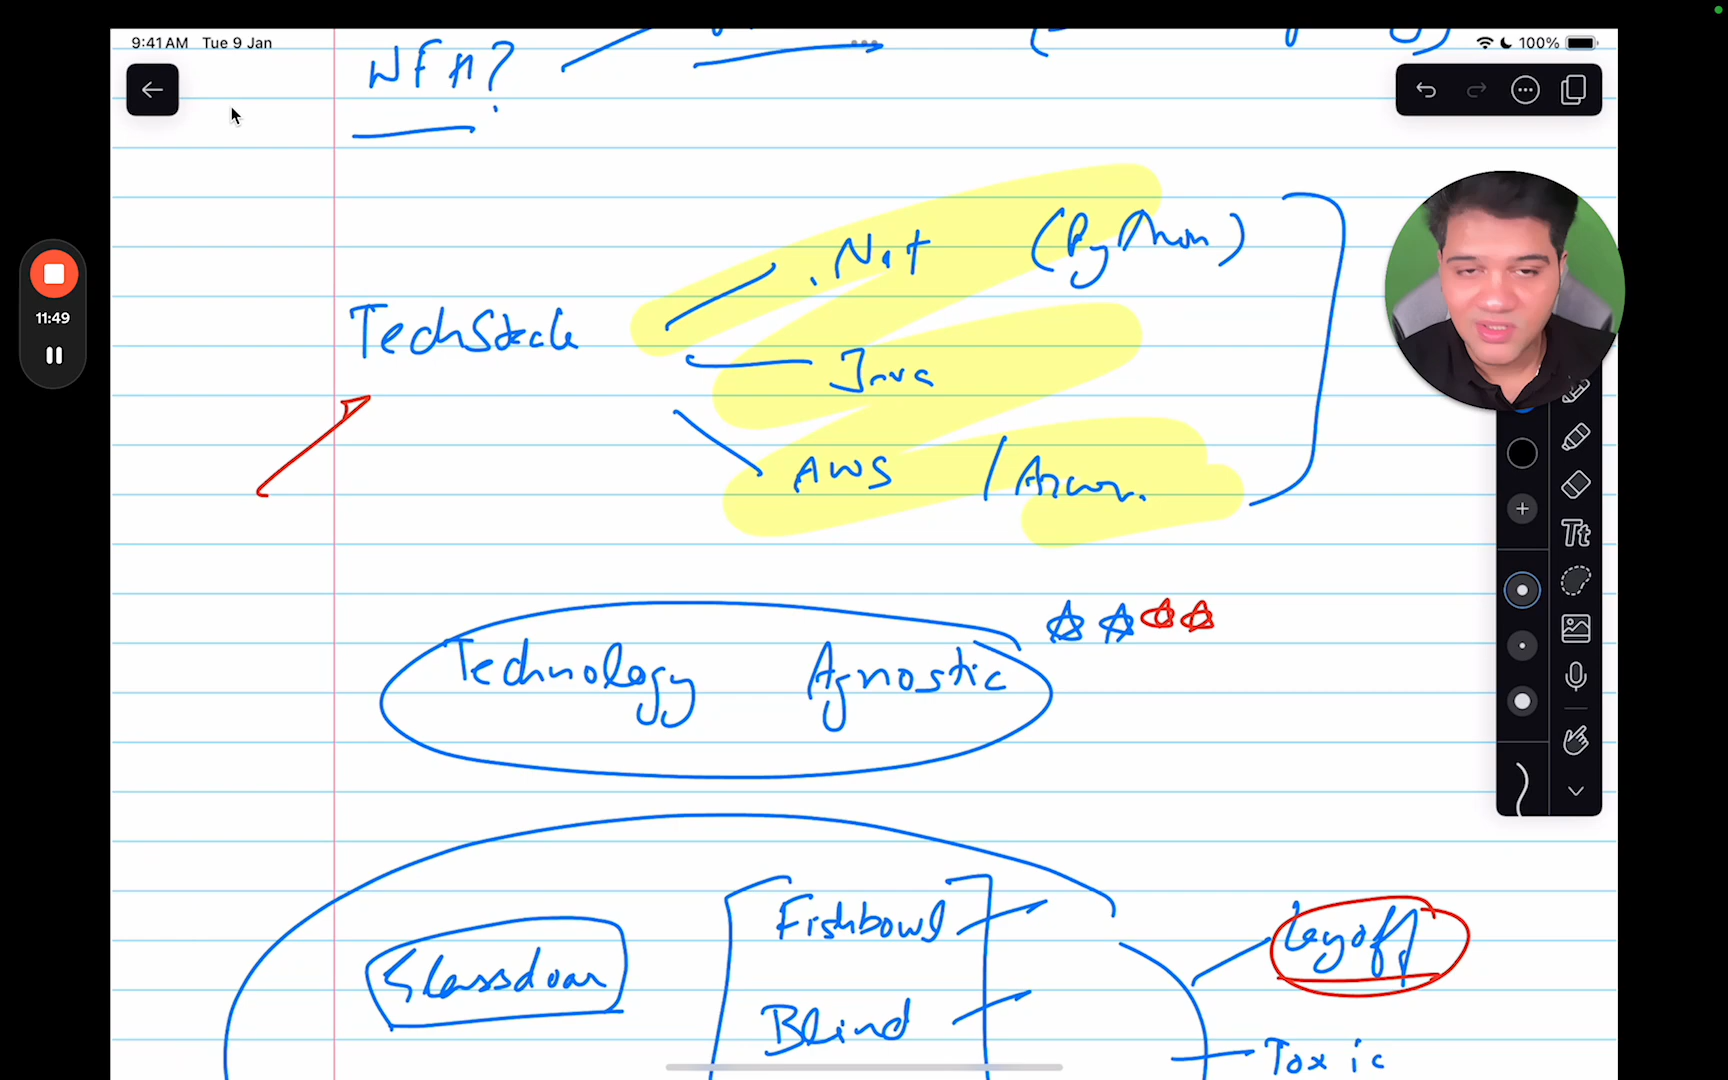 9:41 AM Tue 9 Jan
100%
WFH?
11:49
.Net (Python)
TechStack
Java
AWS / Azure.
Tt
Technology Agnostic
Fishbowl
Layoff
Glassdoor
Blind
Toxic